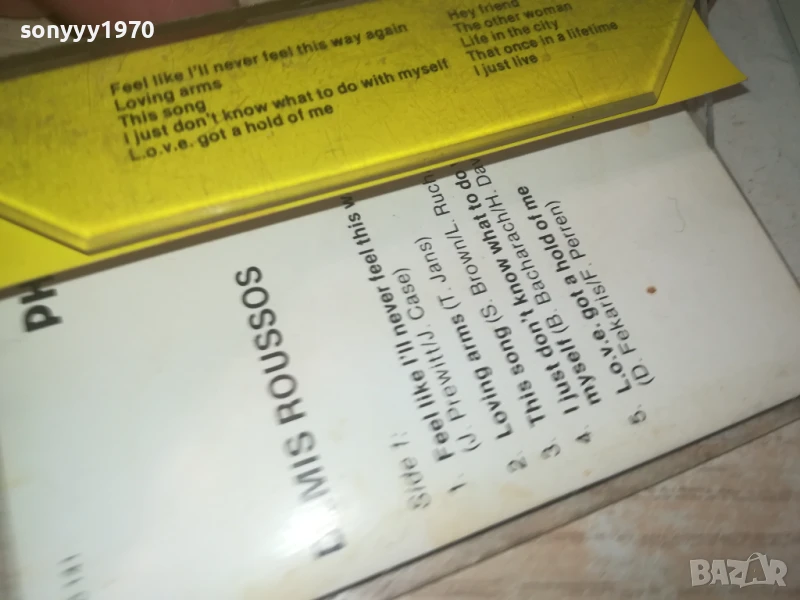 sonyyy1970
Feel like I'll never feel this way again
Loving arms
This song
I just don't know what to do with myself
L.o.v.e. got a hold of me
Hey friend
The other woman
Life in the city
That once in a lifetime
I just live
PH
MIS ROUSSOS
Side 1:
1. Feel like I'll never feel this w
(J. Prewitt/J. Case)
2. Loving arms (T. Jans)
3. This song (S. Brown/L. Ruch
4. I just don't know what to do
myself (B. Bacharach/H. Dav
5. L.o.v.e. got a hold of me
(D. Fekaris/F. Perren)
BAZAR